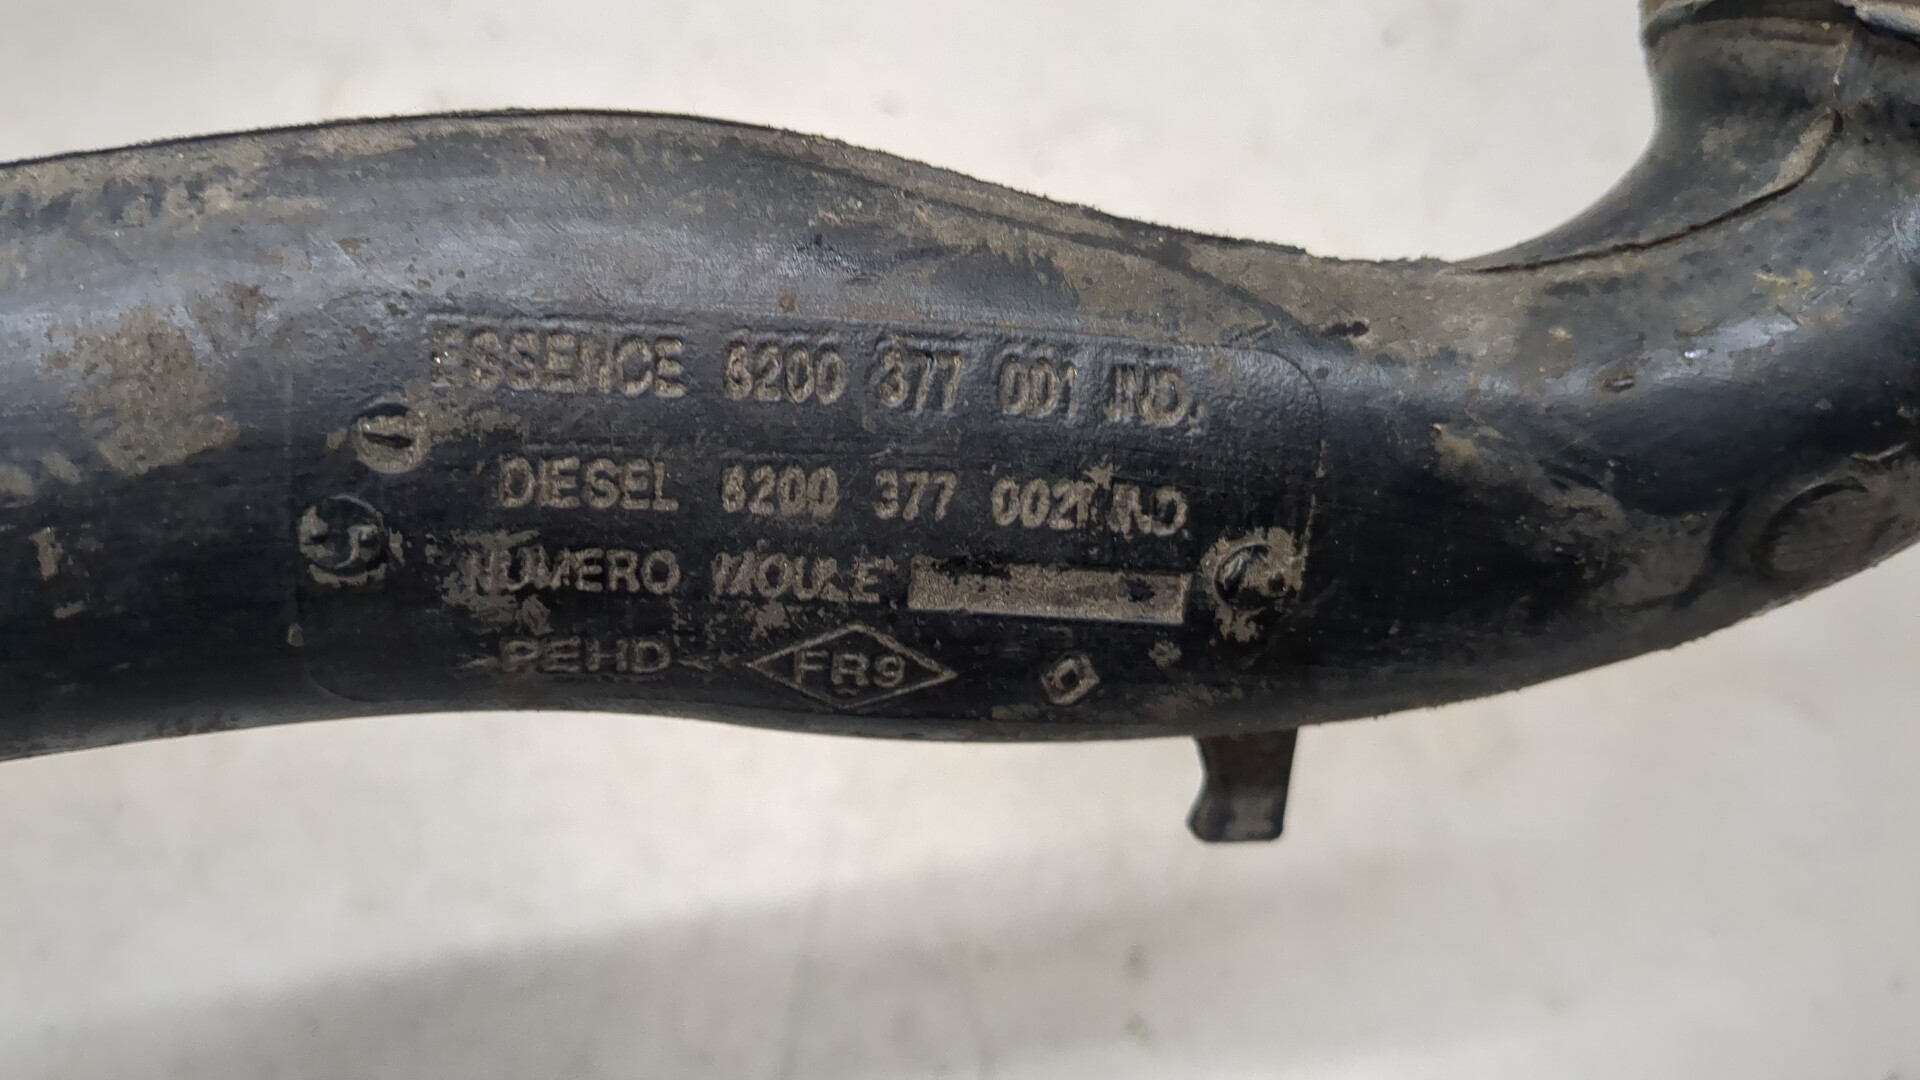 ESSENCE 8200 377 001 IND.
DIESEL 8200 377 002 IND.
NUMERO MOULE
PEHD FR9